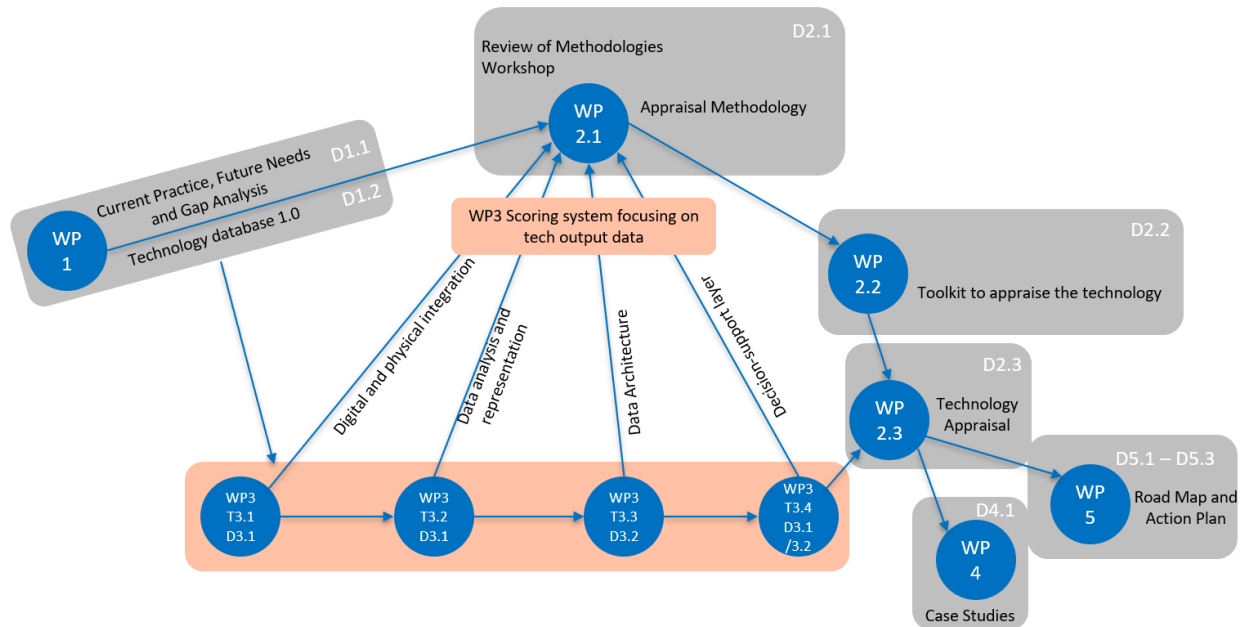 D2.1
Review of Methodologies
Workshop
WP
2.1
Appraisal Methodology
D1.1
Current Practice, Future Needs
and Gap Analysis
D1.2
Technology database 1.0
WP
1
WP3 Scoring system focusing on
tech output data
D2.2
WP
2.2
Toolkit to appraise the technology
Digital and physical integration
Data analysis and
representation
Data Architecture
Decision-support layer
D2.3
WP
2.3
Technology
Appraisal
WP3
T3.1
D3.1
WP3
T3.2
D3.1
WP3
T3.3
D3.2
WP3
T3.4
D3.1
/3.2
D5.1 – D5.3
WP
5
Road Map and
Action Plan
D4.1
WP
4
Case Studies